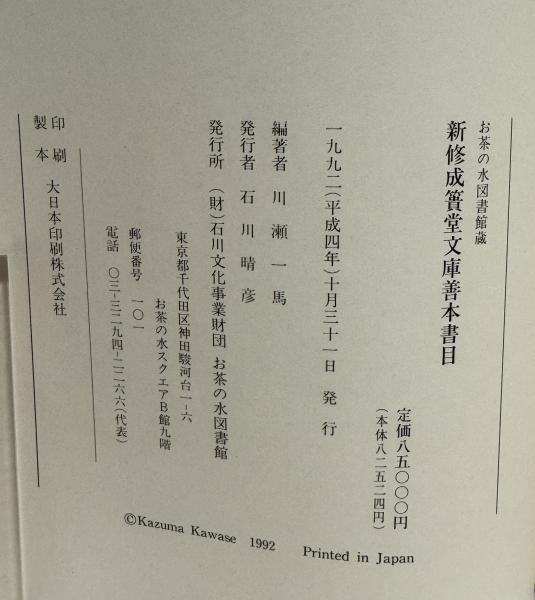 お茶の水図書館蔵
新修成簣堂文庫善本書目
定価八五〇〇〇円
(本体八二五二四円)
一九九二(平成四年)十月三十一日 発行
編著者 川瀬一馬
発行者 石川晴彦
発行所 (財)石川文化事業財団 お茶の水図書館
東京都千代田区神田駿河台一-六
お茶の水スクエアB館九階
郵便番号 一〇一
電話 〇三-三二九四-二二六六(代表)
印刷
製本 大日本印刷株式会社
©Kazuma Kawase 1992 Printed in Japan